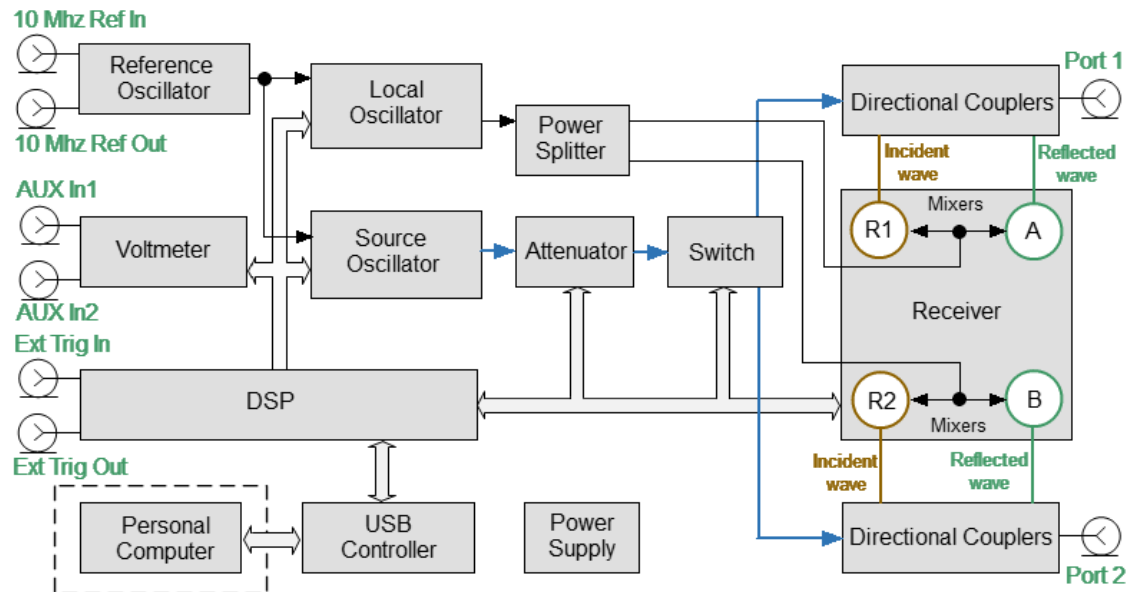 10 Mhz Ref In
Reference
Oscillator
10 Mhz Ref Out
Local
Oscillator
Power
Splitter
Directional Couplers
Port 1
Incident
wave
Reflected
wave
AUX In1
Voltmeter
AUX In2
Source
Oscillator
Attenuator
Switch
R1
Mixers
A
Receiver
Ext Trig In
DSP
Ext Trig Out
R2
Mixers
B
Incident
wave
Reflected
wave
Personal
Computer
USB
Controller
Power
Supply
Directional Couplers
Port 2